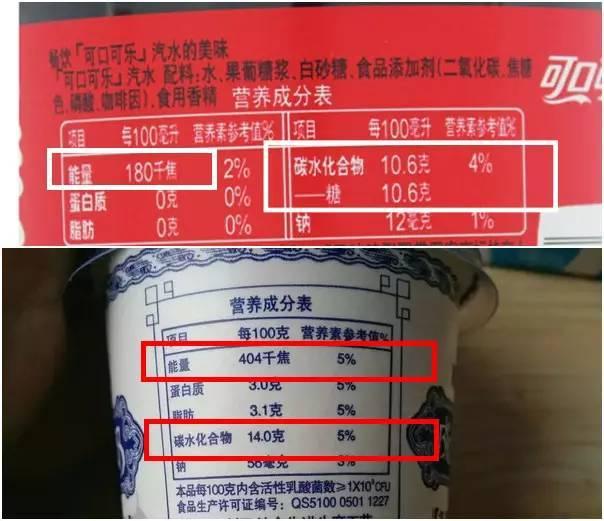 畅饮「可口可乐」汽水的美味
「可口可乐」汽水 配料:水、果葡糖浆、白砂糖、食品添加剂(二氧化碳、焦糖
色、磷酸、咖啡因)、食用香精 营养成分表
可口
项目 每100毫升 营养素参考值% 项目 每100毫升 营养素参考值%
能量 180千焦 2% 碳水化合物 10.6克 4%
蛋白质 0克 0% ——糖 10.6克
脂肪 0克 0% 钠 12毫克 1%
营养成分表
项目 每100克 营养素参考值%
能量 404千焦 5%
蛋白质 3.0克 5%
脂肪 3.1克 5%
碳水化合物 14.0克 5%
钠 56毫克 3%
本品每100克内含活性乳酸菌数≥1X10⁸CFU
食品生产许可证编号: QS5100 0501 1227